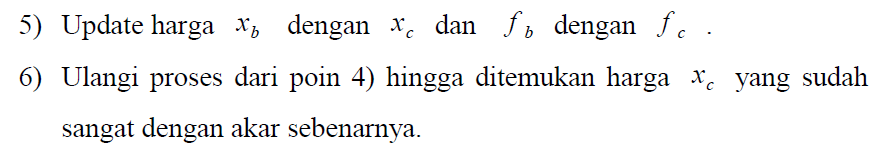 5) Update harga x_b dengan x_c dan f_b dengan f_c .
6) Ulangi proses dari poin 4) hingga ditemukan harga x_c yang sudah
sangat dengan akar sebenarnya.